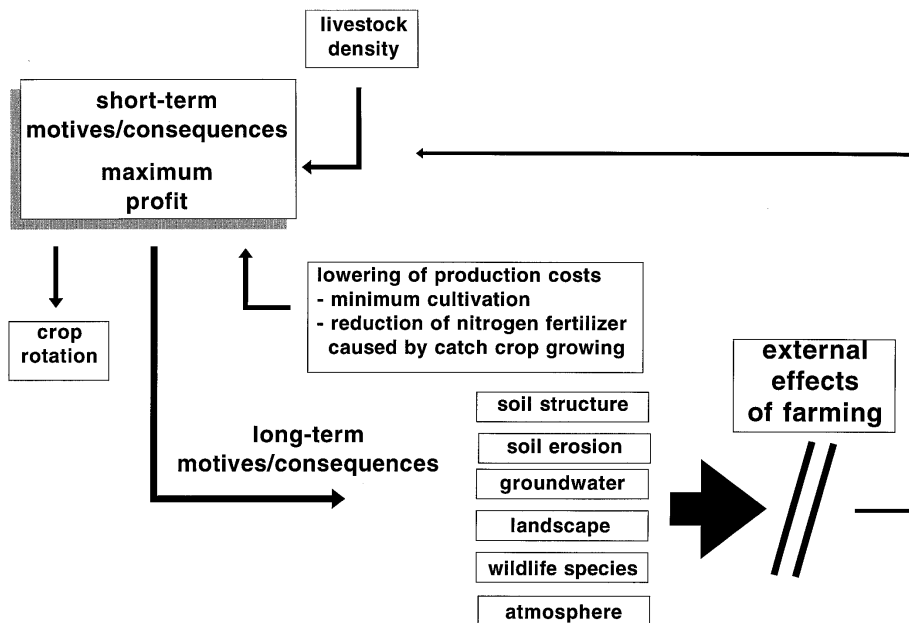 livestock
density
short-term
motives/consequences
maximum
profit
lowering of production costs
- minimum cultivation
- reduction of nitrogen fertilizer
caused by catch crop growing
crop
rotation
external
effects
of farming
long-term
motives/consequences
soil structure
soil erosion
groundwater
landscape
wildlife species
atmosphere